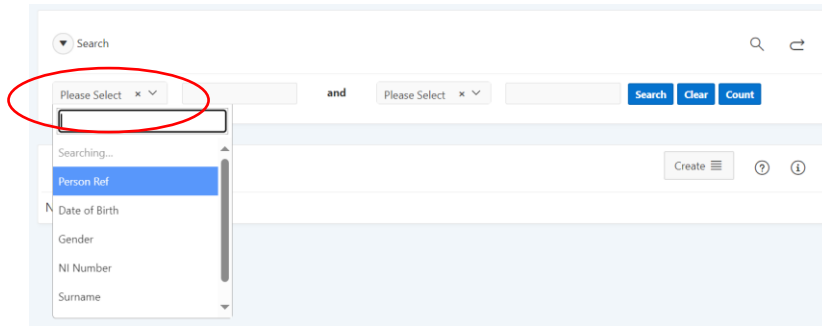 Search
Please Select × and Please Select × Search Clear Count
Searching...
Person Ref
Create
Date of Birth
Gender
NI Number
Surname